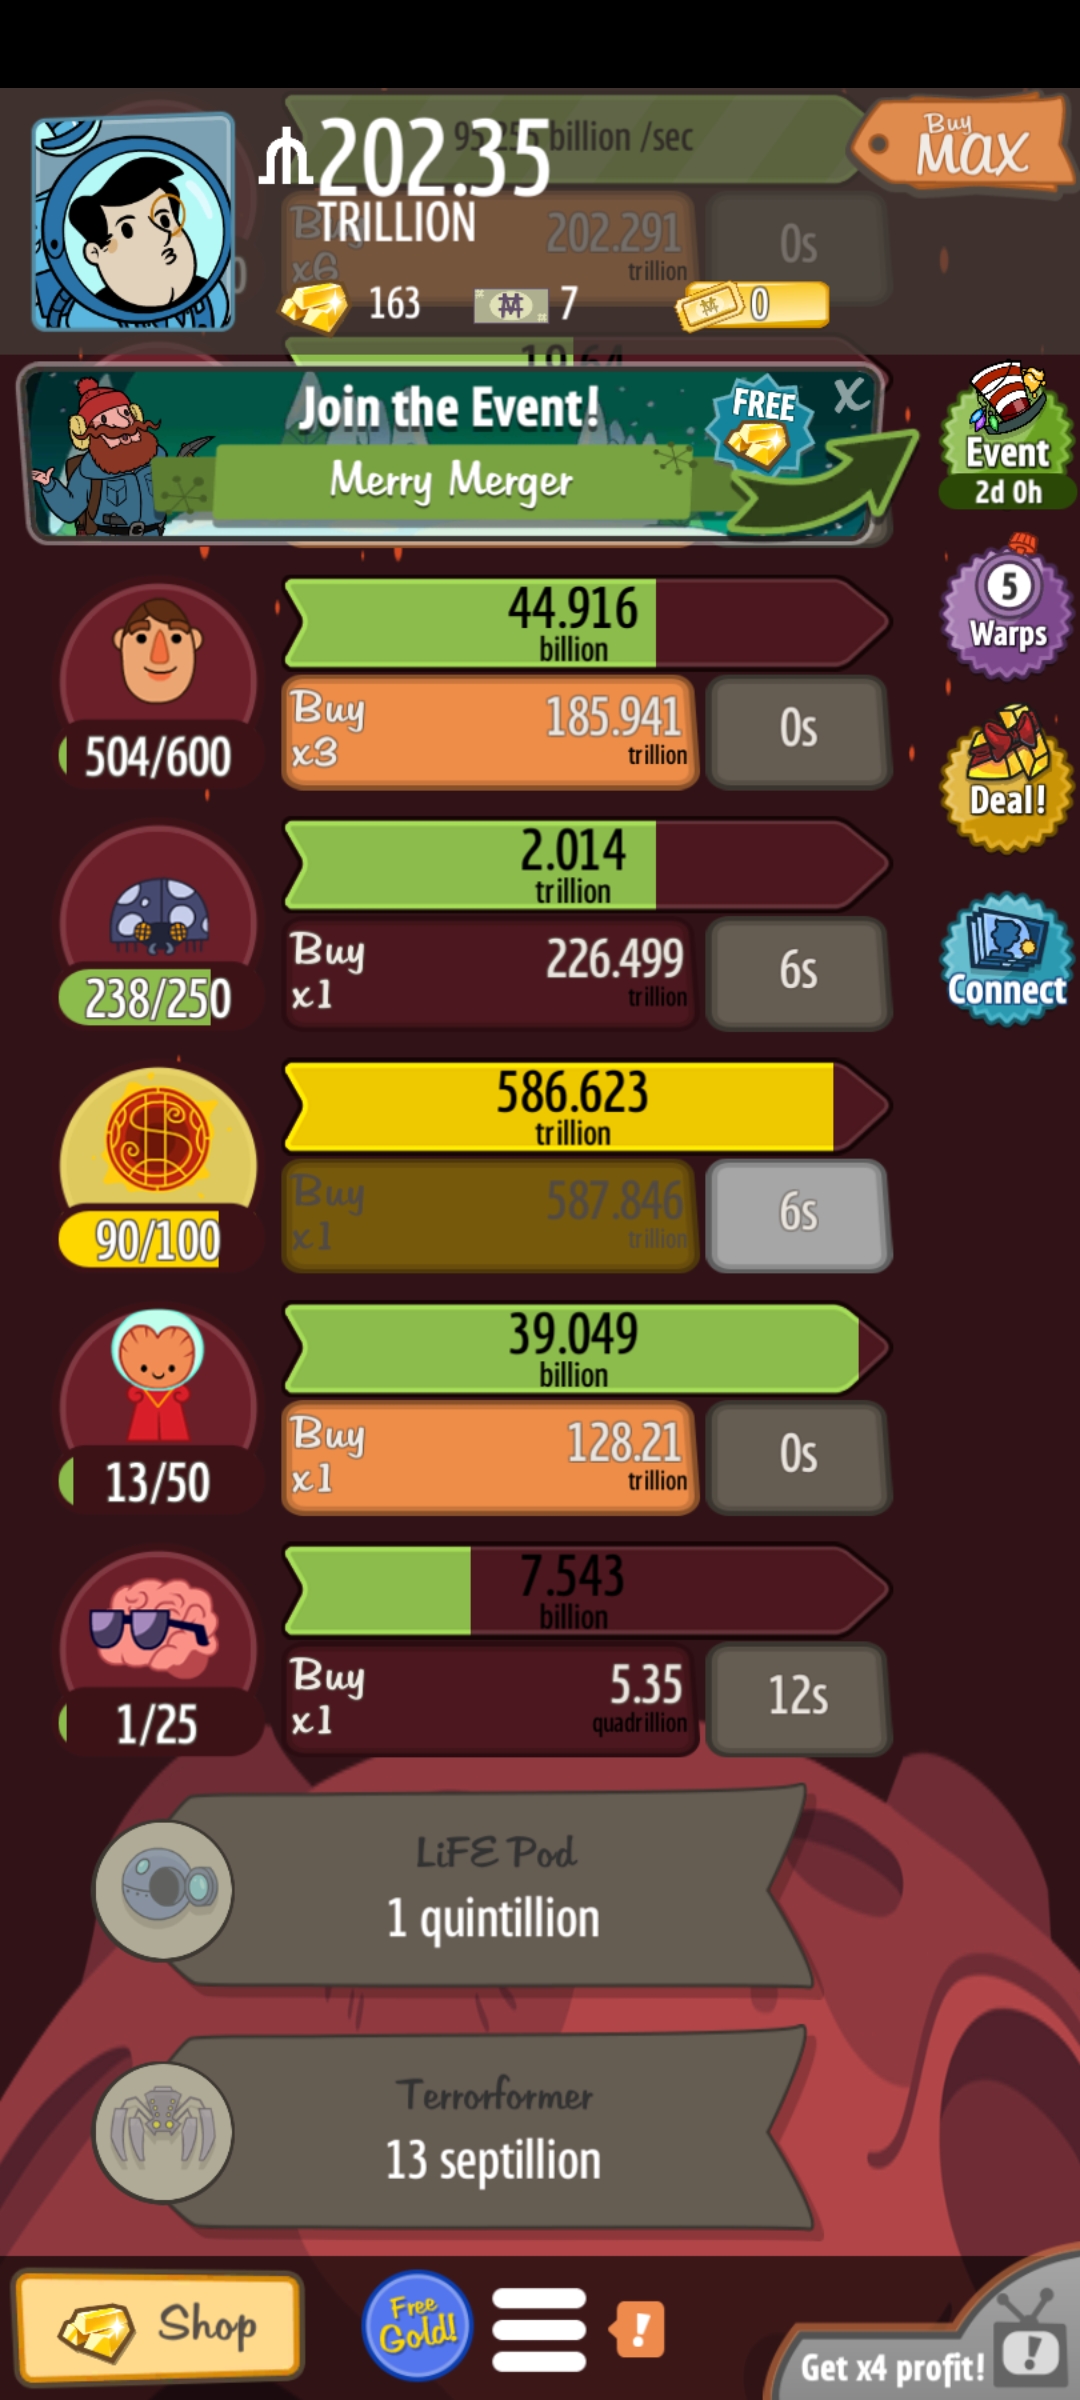 95.256 billion /sec
₼202.35
TRILLION
Buy
MAX
Buy
x6
202.291
trillion
0s
163
7
0
19.64
Join the Event!
Merry Merger
FREE
X
Event
2d 0h
44.916
billion
504/600
Buy
x3
185.941
trillion
0s
5
Warps
2.014
trillion
238/250
Buy
x1
226.499
trillion
6s
Deal!
Connect
586.623
trillion
90/100
Buy
x1
587.846
trillion
6s
39.049
billion
13/50
Buy
x1
128.21
trillion
0s
7.543
billion
1/25
Buy
x1
5.35
quadrillion
12s
LiFE Pod
1 quintillion
Terrorformer
13 septillion
Shop
Free
Gold!
!
Get x4 profit!
!